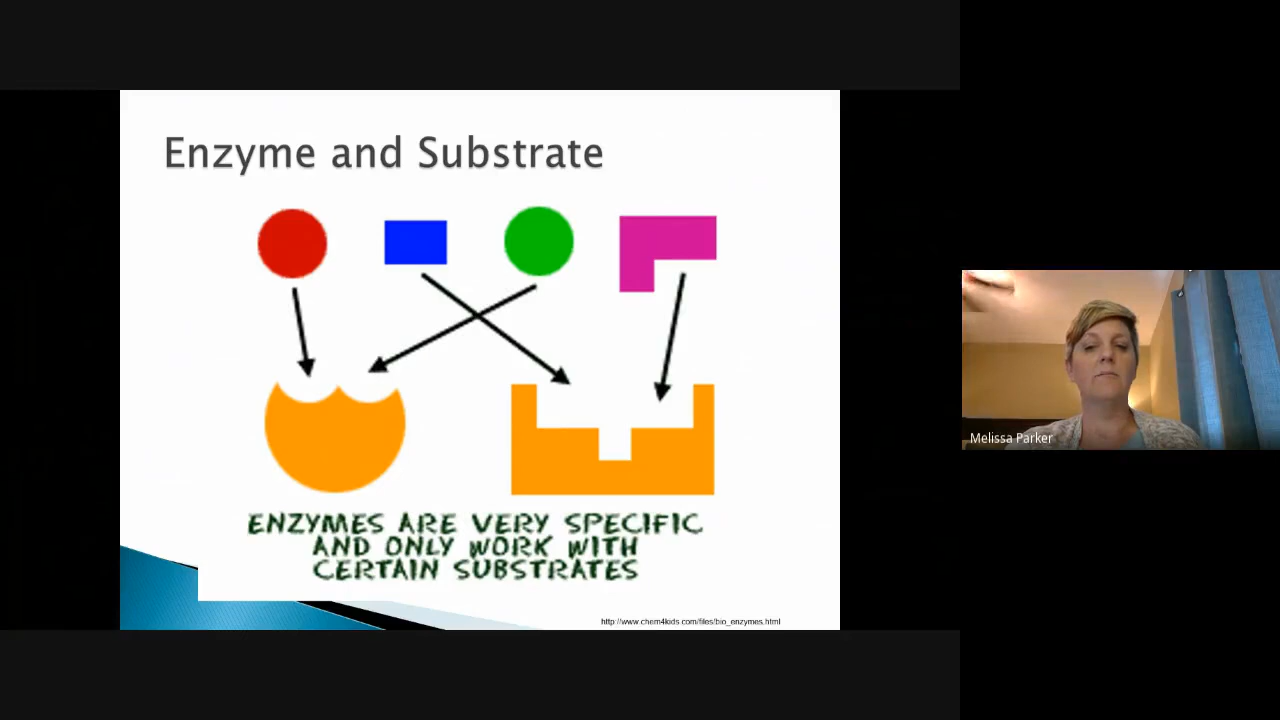 Enzyme and Substrate
ENZYMES ARE VERY SPECIFIC
AND ONLY WORK WITH
CERTAIN SUBSTRATES
http://www.chem4kids.com/files/bio_enzymes.html
Melissa Parker